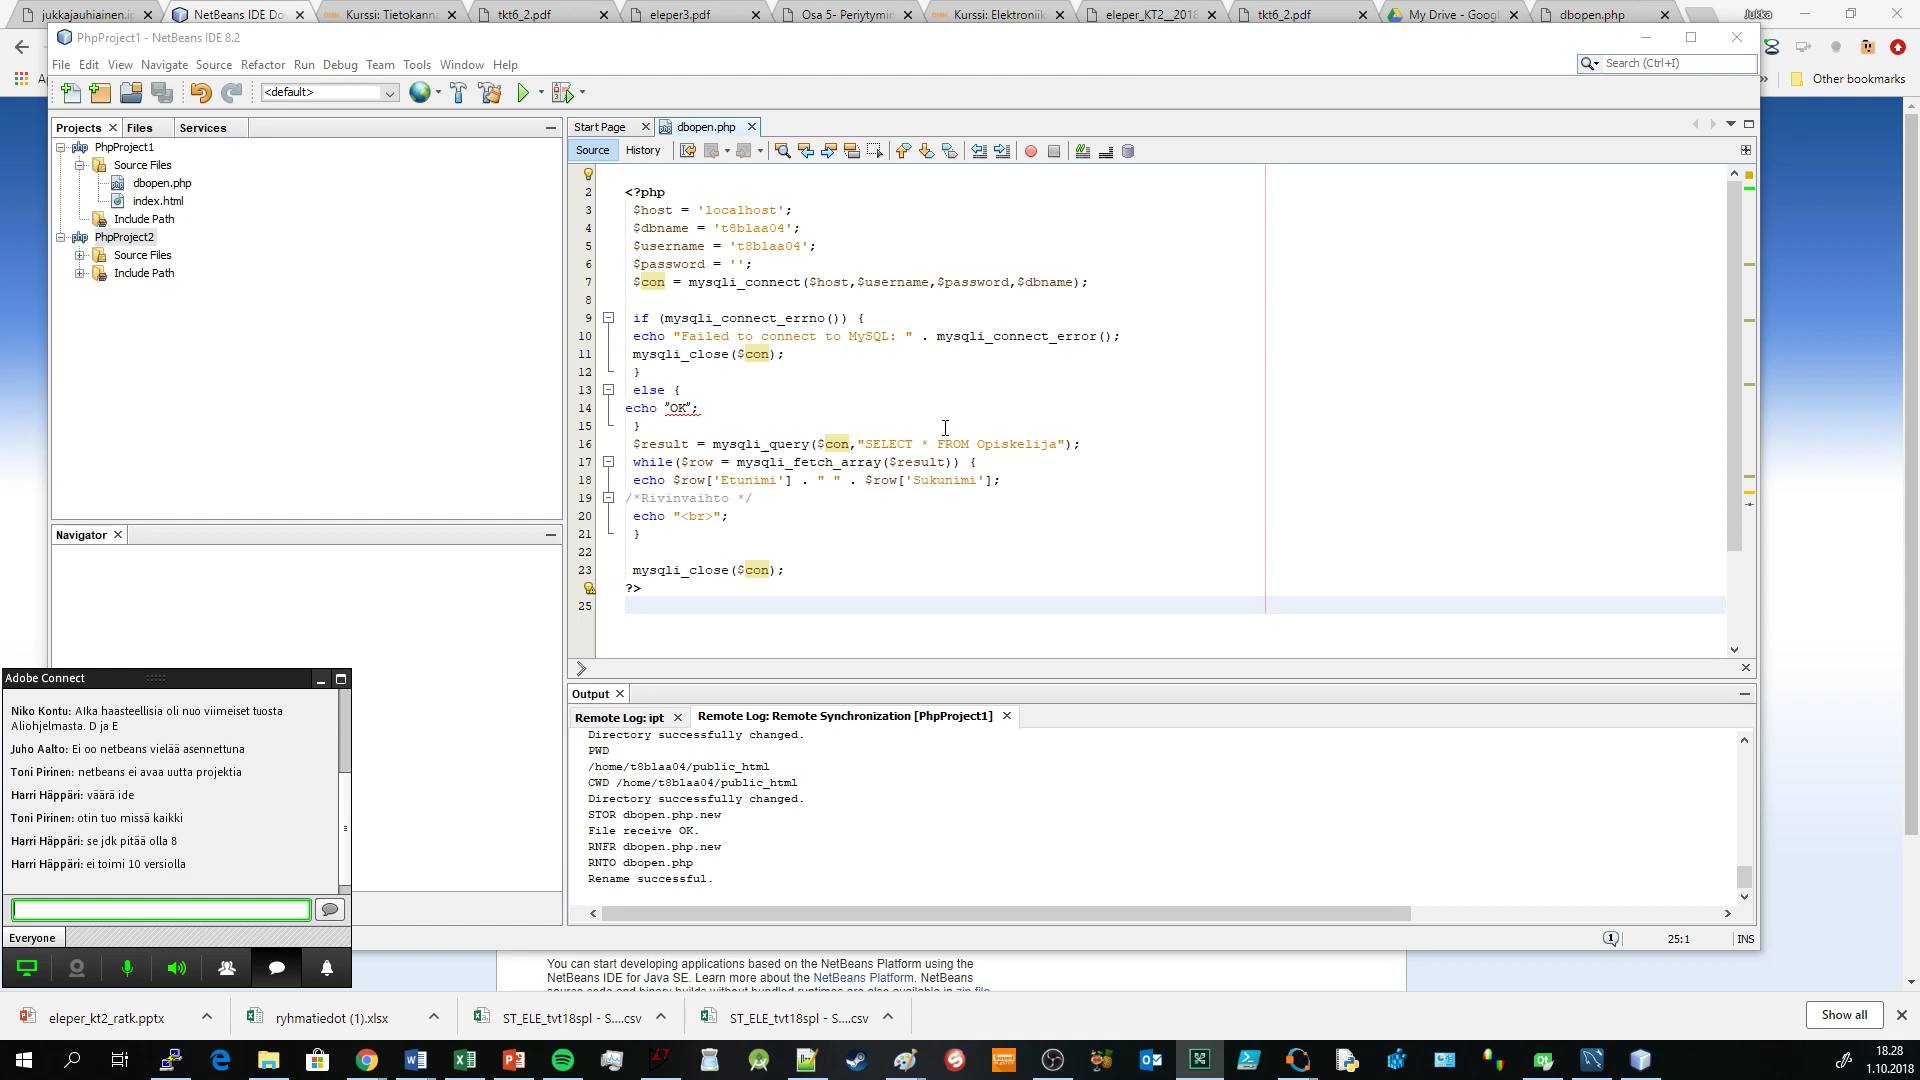 jukkajauhiainen.ip
NetBeans IDE Do
Kurssi: Tietokann
tkt6_2.pdf
eleper3.pdf
Osa 5- Periytymin
Kurssi: Elektroniik
eleper_KT2__2018
tkt6_2.pdf
My Drive - Googl
dbopen.php
Jukka
PhpProject1 - NetBeans IDE 8.2
File Edit View Navigate Source Refactor Run Debug Team Tools Window Help
Search (Ctrl+I)
Other bookmarks
<default>
Projects
Files
Services
Start Page
dbopen.php
PhpProject1
Source Files
dbopen.php
index.html
Include Path
PhpProject2
Source Files
Include Path
Source
History
2 <?php
3 $host = 'localhost';
4 $dbname = 't8blaa04';
5 $username = 't8blaa04';
6 $password = '';
7 $con = mysqli_connect($host,$username,$password,$dbname);
8
9 if (mysqli_connect_errno()) {
10 echo "Failed to connect to MySQL: " . mysqli_connect_error();
11 mysqli_close($con);
12 }
13 else {
14 echo ”OK”;
15 }
16 $result = mysqli_query($con,"SELECT * FROM Opiskelija");
17 while($row = mysqli_fetch_array($result)) {
18 echo $row['Etunimi'] . " " . $row['Sukunimi'];
19 /*Rivinvaihto */
20 echo "<br>";
21 }
22
23 mysqli_close($con);
?>
25
Navigator
Adobe Connect
Niko Kontu: Alka haasteellisia oli nuo viimeiset tuosta
Aliohjelmasta. D ja E
Juho Aalto: Ei oo netbeans vielää asennettuna
Toni Pirinen: netbeans ei avaa uutta projektia
Harri Häppäri: väärä ide
Toni Pirinen: otin tuo missä kaikki
Harri Häppäri: se jdk pitää olla 8
Harri Häppäri: ei toimi 10 versiolla
Everyone
Output
Remote Log: ipt
Remote Log: Remote Synchronization [PhpProject1]
Directory successfully changed.
PWD
/home/t8blaa04/public_html
CWD /home/t8blaa04/public_html
Directory successfully changed.
STOR dbopen.php.new
File receive OK.
RNFR dbopen.php.new
RNTO dbopen.php
Rename successful.
1
25:1
INS
You can start developing applications based on the NetBeans Platform using the
NetBeans IDE for Java SE. Learn more about the NetBeans Platform. NetBeans
eleper_kt2_ratk.pptx
ryhmatiedot (1).xlsx
ST_ELE_tvt18spl - S....csv
ST_ELE_tvt18spl - S....csv
Show all
18.28
1.10.2018